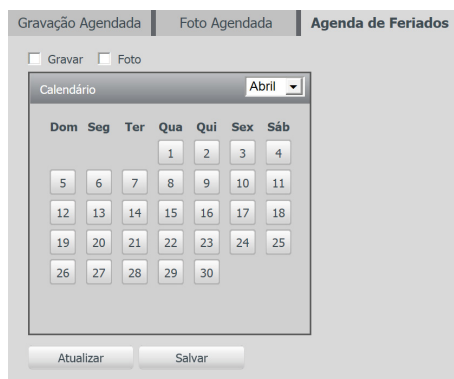 Gravação Agendada Foto Agendada Agenda de Feriados
Gravar Foto
Calendário Abril
Dom Seg Ter Qua Qui Sex Sáb
1 2 3 4
5 6 7 8 9 10 11
12 13 14 15 16 17 18
19 20 21 22 23 24 25
26 27 28 29 30
Atualizar Salvar